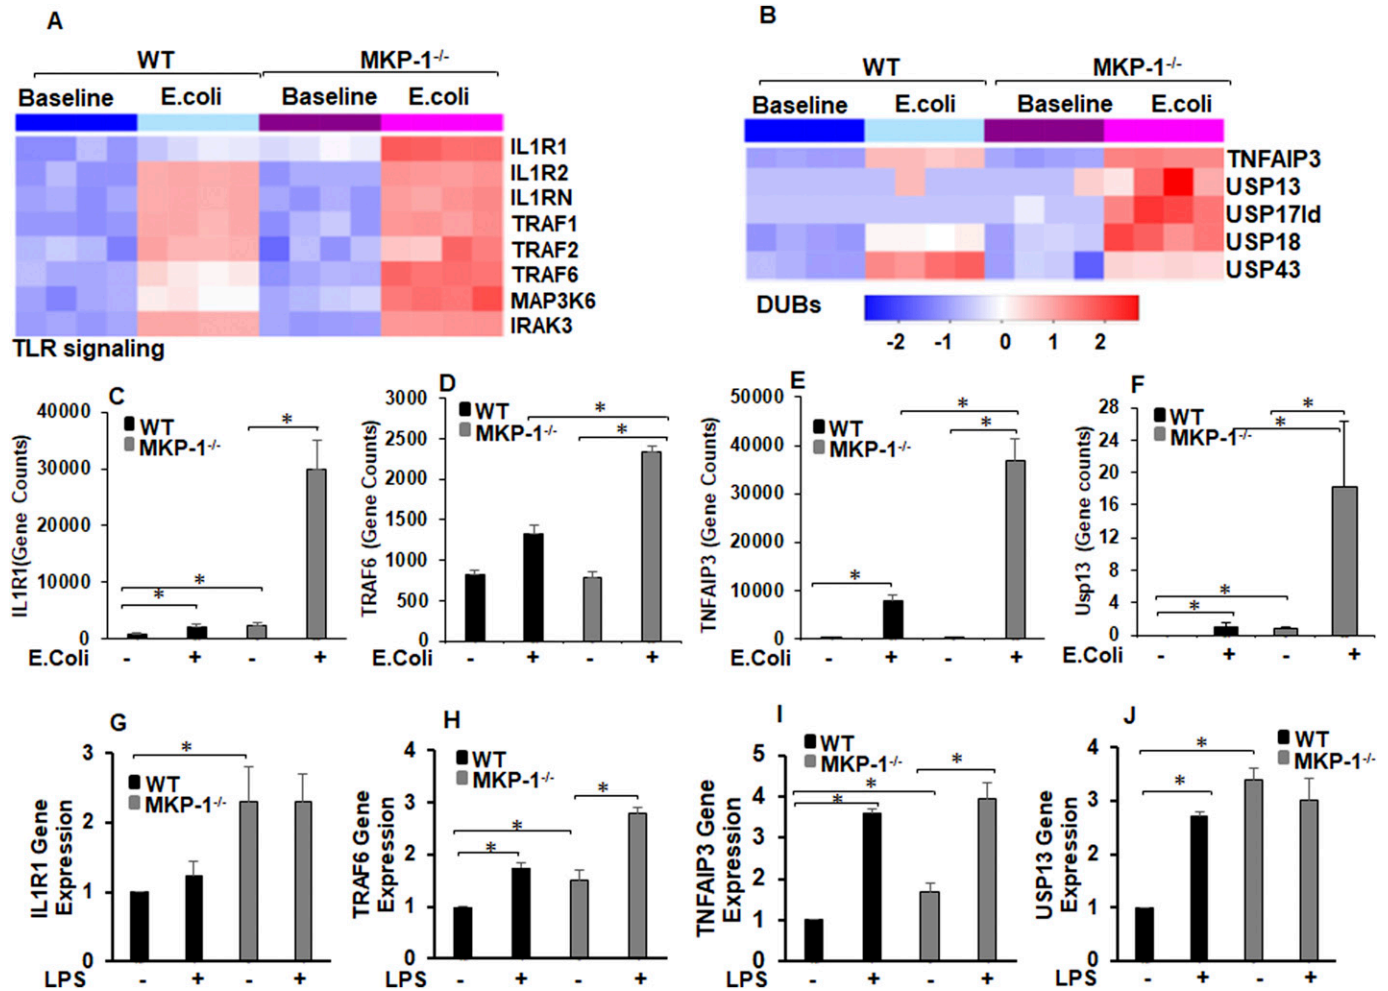 A
WT MKP-1-/-
Baseline E.coli Baseline E.coli
IL1R1
IL1R2
IL1RN
TRAF1
TRAF2
TRAF6
MAP3K6
IRAK3
TLR signaling
B
WT MKP-1-/-
Baseline E.coli Baseline E.coli
TNFAIP3
USP13
USP17ld
USP18
USP43
DUBs
-2 -1 0 1 2
C
WT
MKP-1-/-
IL1R1(Gene Counts)
40000
30000
20000
10000
0
* * *
E.Coli - + - +
D
WT
MKP-1-/-
TRAF6 (Gene Counts)
3000
2500
2000
1500
1000
500
0
* *
E.Coli - + - +
E
WT
MKP-1-/-
TNFAIP3 (Gene Counts)
50000
40000
30000
20000
10000
0
* * *
E.Coli - + - +
F
WT
MKP-1-/-
Usp13 (Gene counts)
28
24
20
16
12
8
4
0
* * * *
E.Coli - + - +
G
WT
MKP-1-/-
IL1R1 Gene
Expression
3
2
1
0
*
LPS - + - +
H
WT
MKP-1-/-
TRAF6 Gene
Expression
4
3
2
1
0
* * *
LPS - + - +
I
WT
MKP-1-/-
TNFAIP3 Gene
Expression
5
4
3
2
1
0
* * *
LPS - + - +
J
WT
MKP-1-/-
USP13 Gene
Expression
4
3
2
1
0
* *
LPS - + - +